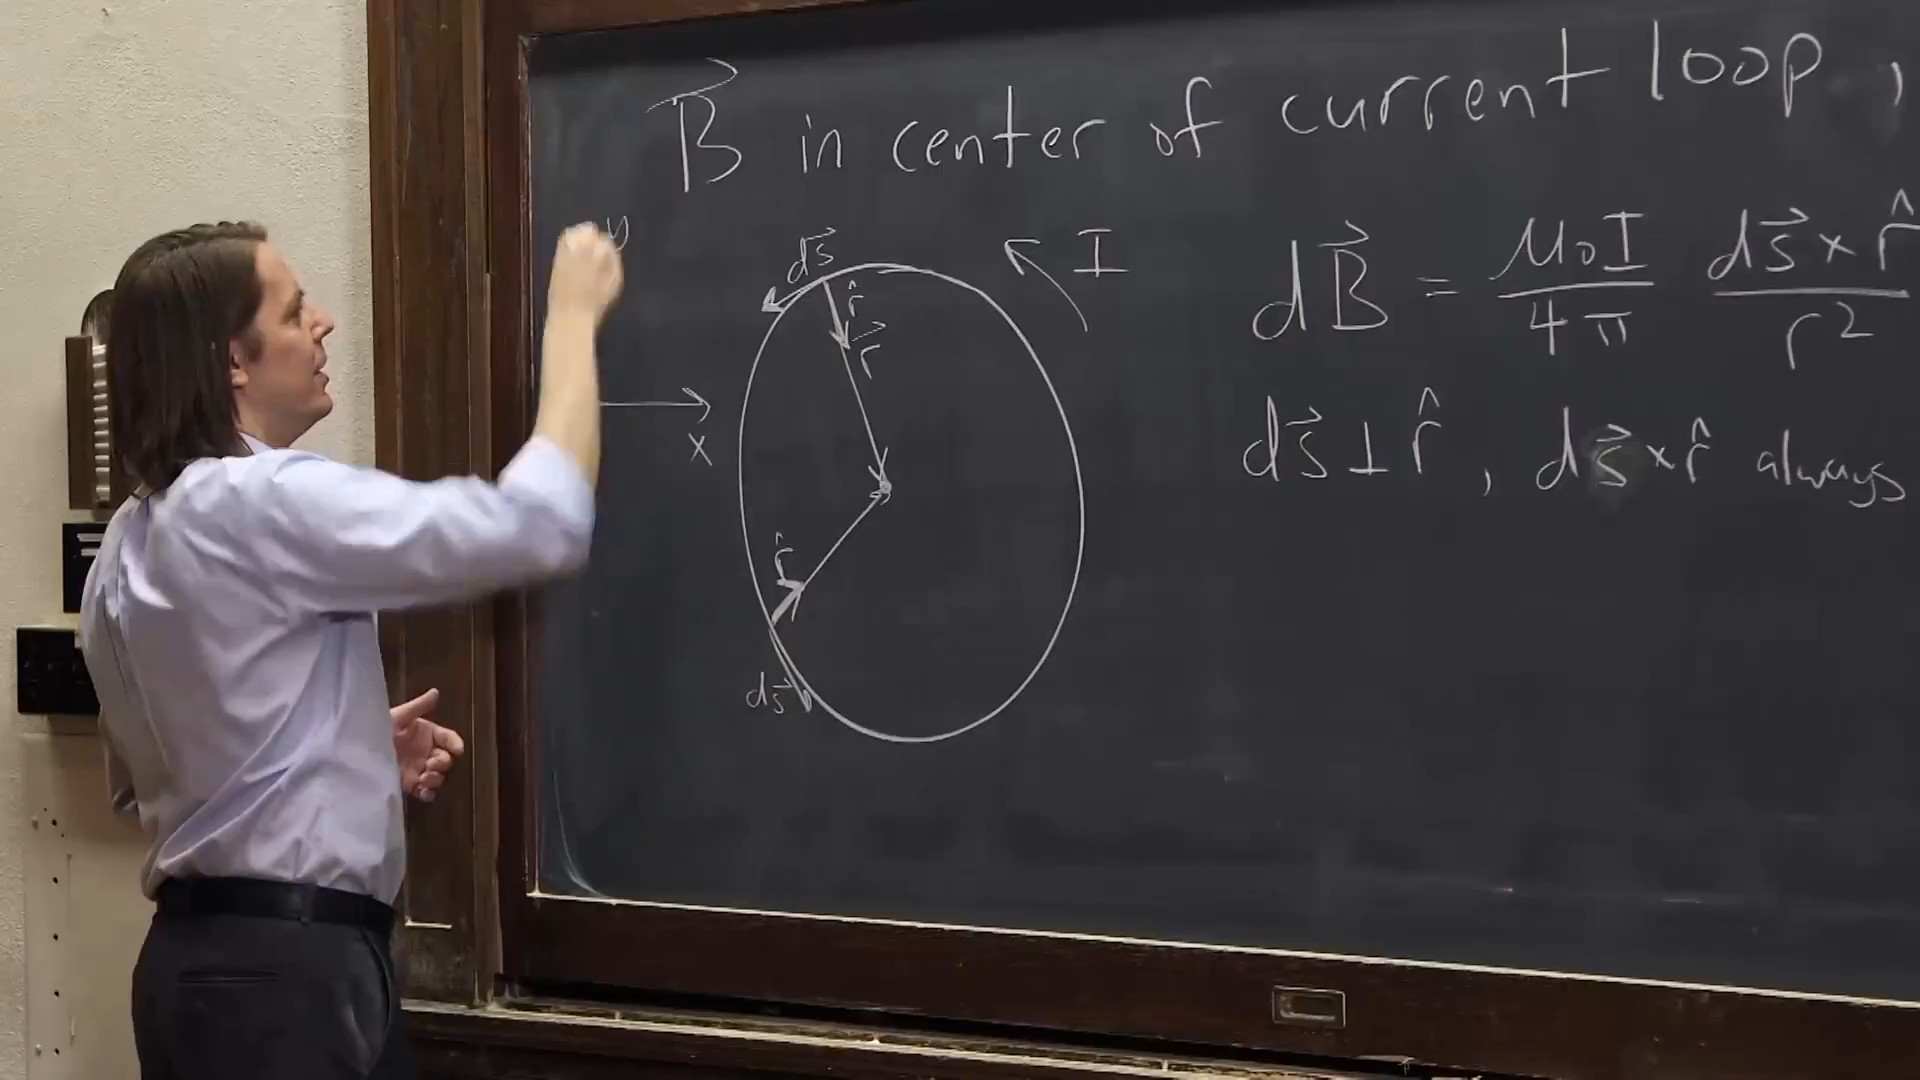 B⃗ in center of current loop,
y
x
ds⃗
r̂
r⃗
r̂
ds⃗
I
dB⃗ = μ₀I/4π ds⃗ × r̂/r²
ds⃗ ⊥ r̂, ds⃗ × r̂ always